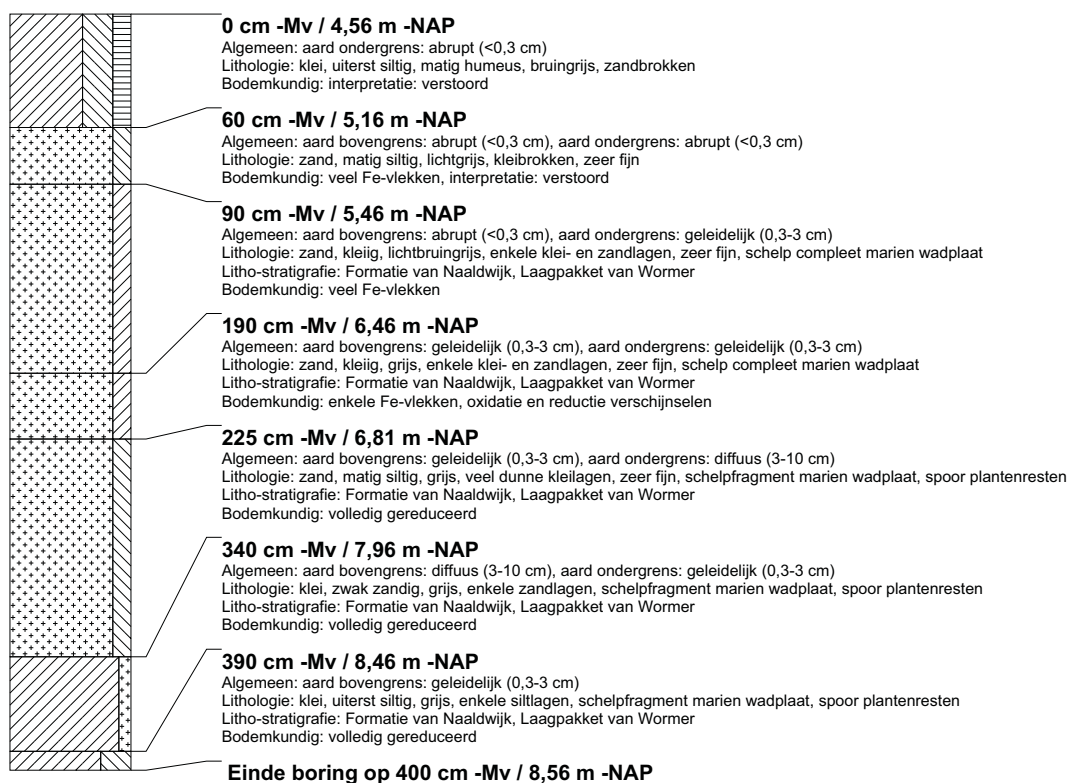 0 cm -Mv / 4,56 m -NAP
Algemeen: aard ondergrens: abrupt (<0,3 cm)
Lithologie: klei, uiterst siltig, matig humeus, bruingrijs, zandbrokken
Bodemkundig: interpretatie: verstoord
60 cm -Mv / 5,16 m -NAP
Algemeen: aard bovengrens: abrupt (<0,3 cm), aard ondergrens: abrupt (<0,3 cm)
Lithologie: zand, matig siltig, lichtgrijs, kleibrokken, zeer fijn
Bodemkundig: veel Fe-vlekken, interpretatie: verstoord
90 cm -Mv / 5,46 m -NAP
Algemeen: aard bovengrens: abrupt (<0,3 cm), aard ondergrens: geleidelijk (0,3-3 cm)
Lithologie: zand, kleiig, lichtbruingrijs, enkele klei- en zandlagen, zeer fijn, schelp compleet marien wadplaat
Litho-stratigrafie: Formatie van Naaldwijk, Laagpakket van Wormer
Bodemkundig: veel Fe-vlekken
190 cm -Mv / 6,46 m -NAP
Algemeen: aard bovengrens: geleidelijk (0,3-3 cm), aard ondergrens: geleidelijk (0,3-3 cm)
Lithologie: zand, kleiig, grijs, enkele klei- en zandlagen, zeer fijn, schelp compleet marien wadplaat
Litho-stratigrafie: Formatie van Naaldwijk, Laagpakket van Wormer
Bodemkundig: enkele Fe-vlekken, oxidatie en reductie verschijnselen
225 cm -Mv / 6,81 m -NAP
Algemeen: aard bovengrens: geleidelijk (0,3-3 cm), aard ondergrens: diffuus (3-10 cm)
Lithologie: zand, matig siltig, grijs, veel dunne kleilagen, zeer fijn, schelpfragment marien wadplaat, spoor plantenresten
Litho-stratigrafie: Formatie van Naaldwijk, Laagpakket van Wormer
Bodemkundig: volledig gereduceerd
340 cm -Mv / 7,96 m -NAP
Algemeen: aard bovengrens: diffuus (3-10 cm), aard ondergrens: geleidelijk (0,3-3 cm)
Lithologie: klei, zwak zandig, grijs, enkele zandlagen, schelpfragment marien wadplaat, spoor plantenresten
Litho-stratigrafie: Formatie van Naaldwijk, Laagpakket van Wormer
Bodemkundig: volledig gereduceerd
390 cm -Mv / 8,46 m -NAP
Algemeen: aard bovengrens: geleidelijk (0,3-3 cm)
Lithologie: klei, uiterst siltig, grijs, enkele siltlagen, schelpfragment marien wadplaat, spoor plantenresten
Litho-stratigrafie: Formatie van Naaldwijk, Laagpakket van Wormer
Bodemkundig: volledig gereduceerd
Einde boring op 400 cm -Mv / 8,56 m -NAP